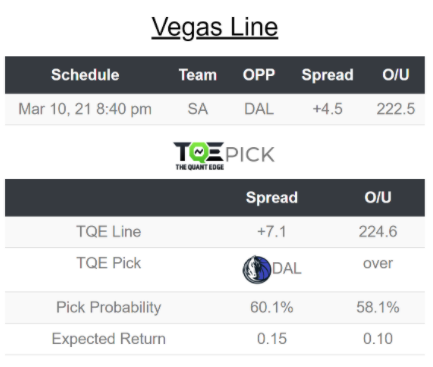 Vegas Line
Schedule Team OPP Spread O/U
Mar 10, 21 8:40 pm SA DAL +4.5 222.5
TQE PICK
THE QUANT EDGE
Spread O/U
TQE Line +7.1 224.6
TQE Pick DAL over
Pick Probability 60.1% 58.1%
Expected Return 0.15 0.10